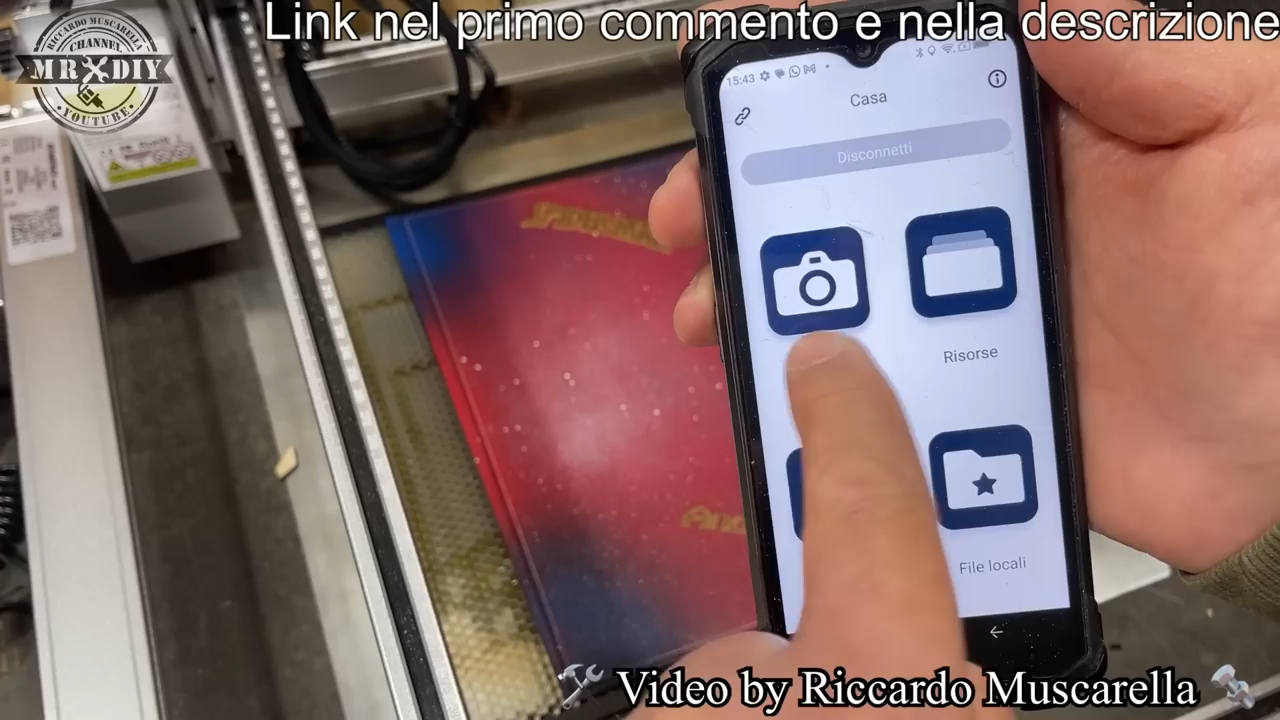 Link nel primo commento e nella descrizione
RICCARDO MUSCARELLA
CHANNEL
MR DIY
YOUTUBE
15:43
Casa
Disconnetti
Risorse
File locali
Video by Riccardo Muscarella